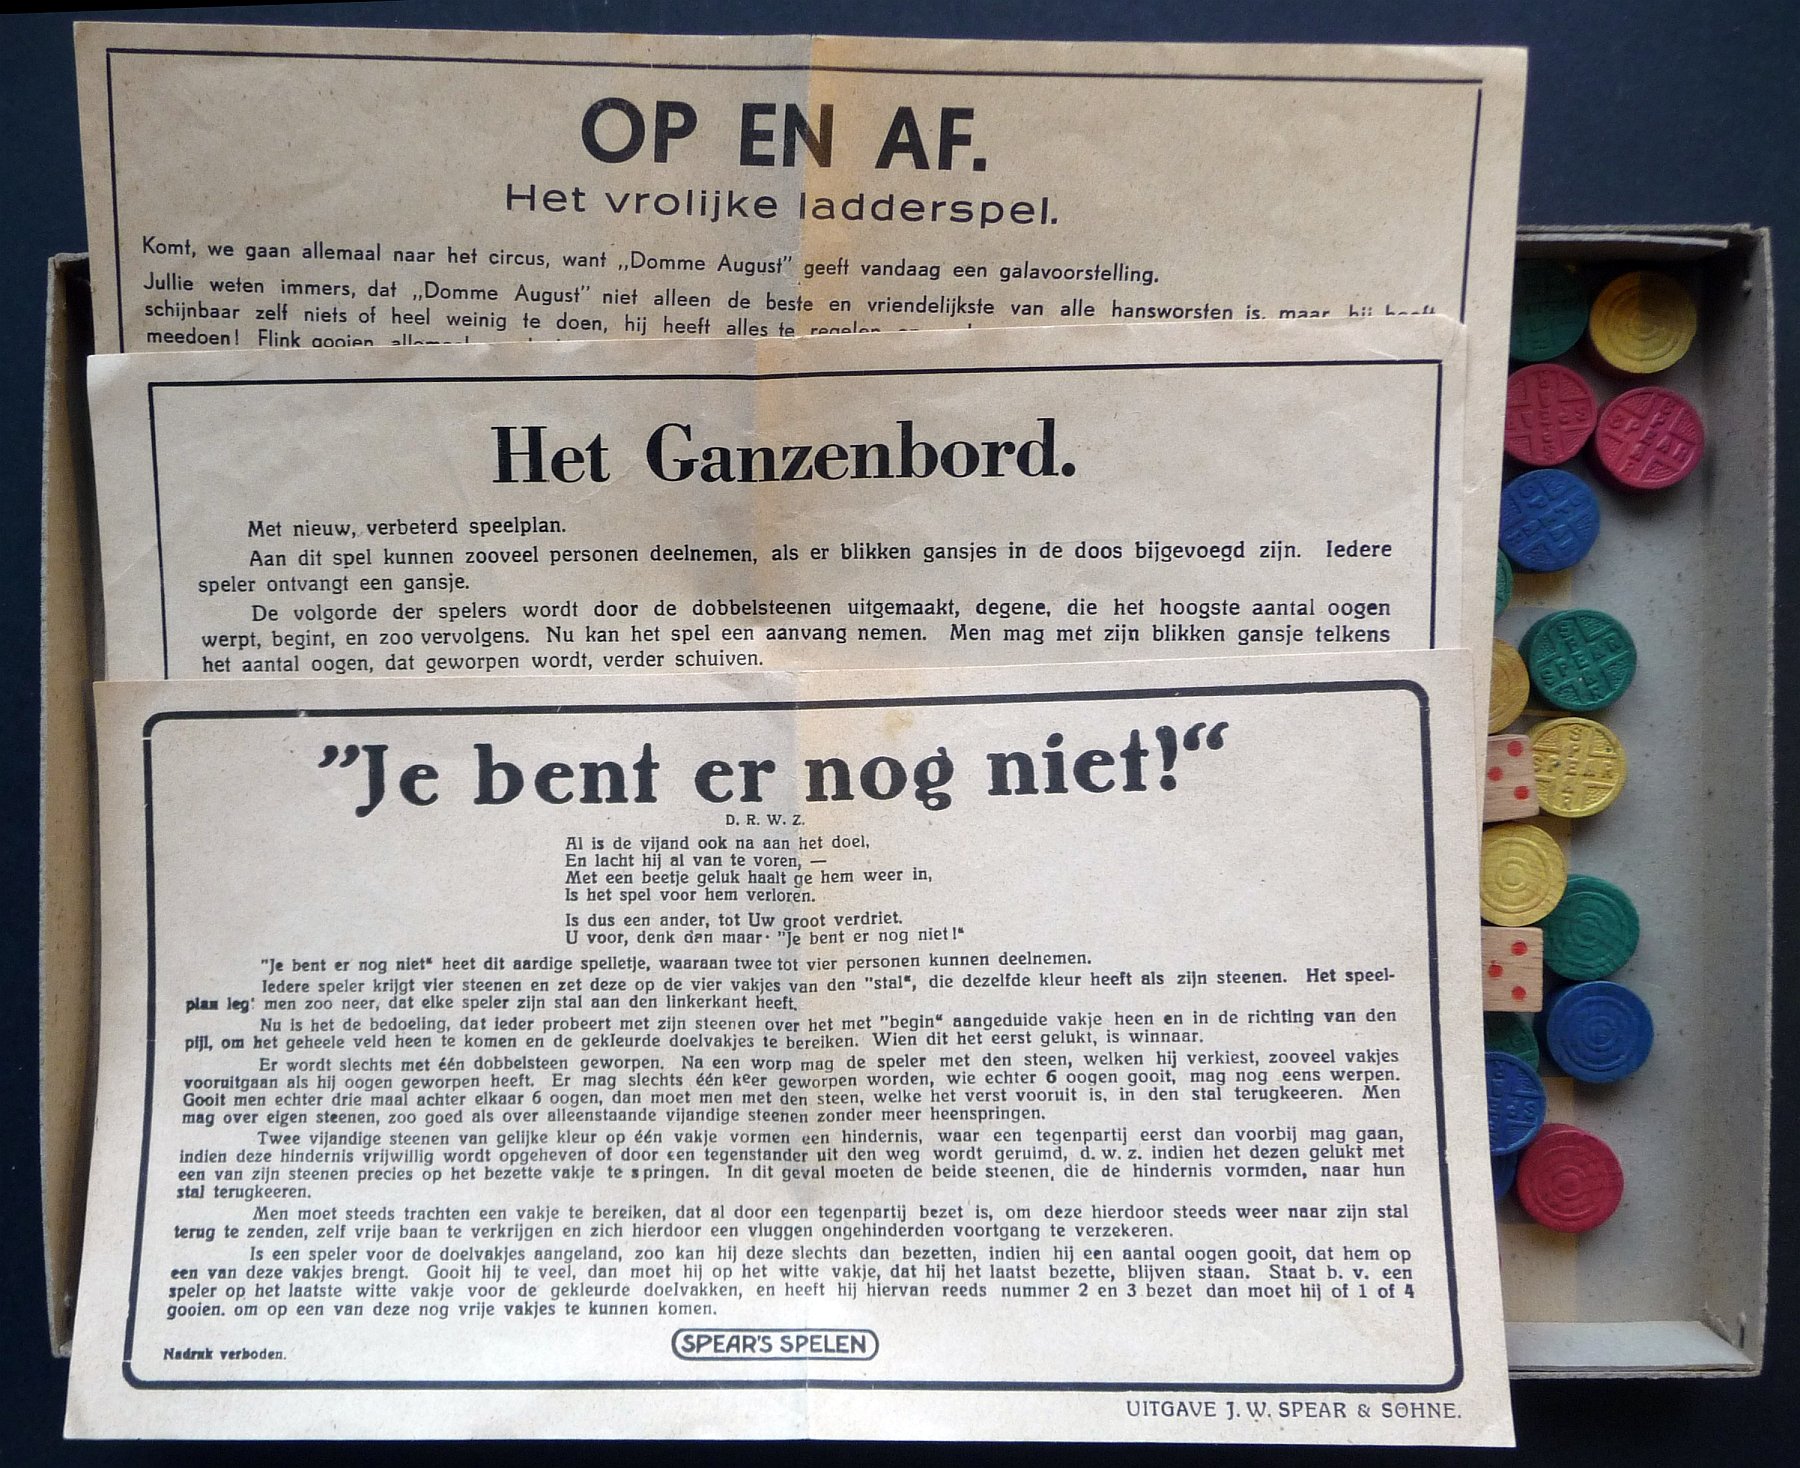 OP EN AF.
Het vrolijke ladderspel.
Komt, we gaan allemaal naar het circus, want „Domme August" geeft vandaag een galavoorstelling.
Jullie weten immers, dat „Domme August" niet alleen de beste en vriendelijkste van alle hansworsten is, maar hij heeft
schijnbaar zelf niets of heel weinig te doen, hij heeft alles te regelen
meedoen! Flink gooien
Het Ganzenbord.
Met nieuw, verbeterd speelplan.
Aan dit spel kunnen zooveel personen deelnemen, als er blikken gansjes in de doos bijgevoegd zijn. Iedere
speler ontvangt een gansje.
De volgorde der spelers wordt door de dobbelsteenen uitgemaakt, degene, die het hoogste aantal oogen
werpt, begint, en zoo vervolgens. Nu kan het spel een aanvang nemen. Men mag met zijn blikken gansje telkens
het aantal oogen, dat geworpen wordt, verder schuiven.
"Je bent er nog niet!“
D. R. W. Z.
Al is de vijand ook na aan het doel,
En lacht hij al van te voren, —
Met een beetje geluk haalt ge hem weer in,
Is het spel voor hem verloren.
Is dus een ander, tot Uw groot verdriet.
U voor, denk dan maar· "Je bent er nog niet!“
"Je bent er nog niet“ heet dit aardige spelletje, waaraan twee tot vier personen kunnen deelnemen.
Iedere speler krijgt vier steenen en zet deze op de vier vakjes van den "stal“, die dezelfde kleur heeft als zijn steenen. Het speel-
plan leg! men zoo neer, dat elke speler zijn stal aan den linkerkant heeft.
Nu is het de bedoeling, dat ieder probeert met zijn steenen over het met "begin“ aangeduide vakje heen en in de richting van den
pijl, om het geheele veld heen te komen en de gekleurde doelvakjes te bereiken. Wien dit het eerst gelukt, is winnaar.
Er wordt slechts met één dobbelsteen geworpen. Na een worp mag de speler met den steen, welken hij verkiest, zooveel vakjes
vooruitgaan als hij oogen geworpen heeft. Er mag slechts één keer geworpen worden, wie echter 6 oogen gooit, mag nog eens werpen.
Gooit men echter drie maal achter elkaar 6 oogen, dan moet men met den steen, welke het verst vooruit is, in den stal terugkeeren. Men
mag over eigen steenen, zoo goed als over alleenstaande vijandige steenen zonder meer heenspringen.
Twee vijandige steenen van gelijke kleur op één vakje vormen een hindernis, waar een tegenpartij eerst dan voorbij mag gaan,
indien deze hindernis vrijwillig wordt opgeheven of door een tegenstander uit den weg wordt geruimd, d. w. z. indien het dezen gelukt met
een van zijn steenen precies op het bezette vakje te springen. In dit geval moeten de beide steenen, die de hindernis vormden, naar hun
stal terugkeeren.
Men moet steeds trachten een vakje te bereiken, dat al door een tegenpartij bezet is, om deze hierdoor steeds weer naar zijn stal
terug te zenden, zelf vrije baan te verkrijgen en zich hierdoor een vluggen ongehinderden voortgang te verzekeren.
Is een speler voor de doelvakjes aangeland, zoo kan hij deze slechts dan bezetten, indien hij een aantal oogen gooit, dat hem op
een van deze vakjes brengt. Gooit hij te veel, dan moet hij op het witte vakje, dat hij het laatst bezette, blijven staan. Staat b. v. een
speler op het laatste witte vakje voor de gekleurde doelvakken, en heeft hij hiervan reeds nummer 2 en 3 bezet dan moet hij of 1 of 4
gooien. om op een van deze nog vrije vakjes te kunnen komen.
SPEAR'S SPELEN
Nadruk verboden.
UITGAVE J. W. SPEAR & SÖHNE.
SPEAR
SPEAR
SPEAR
SPEAR